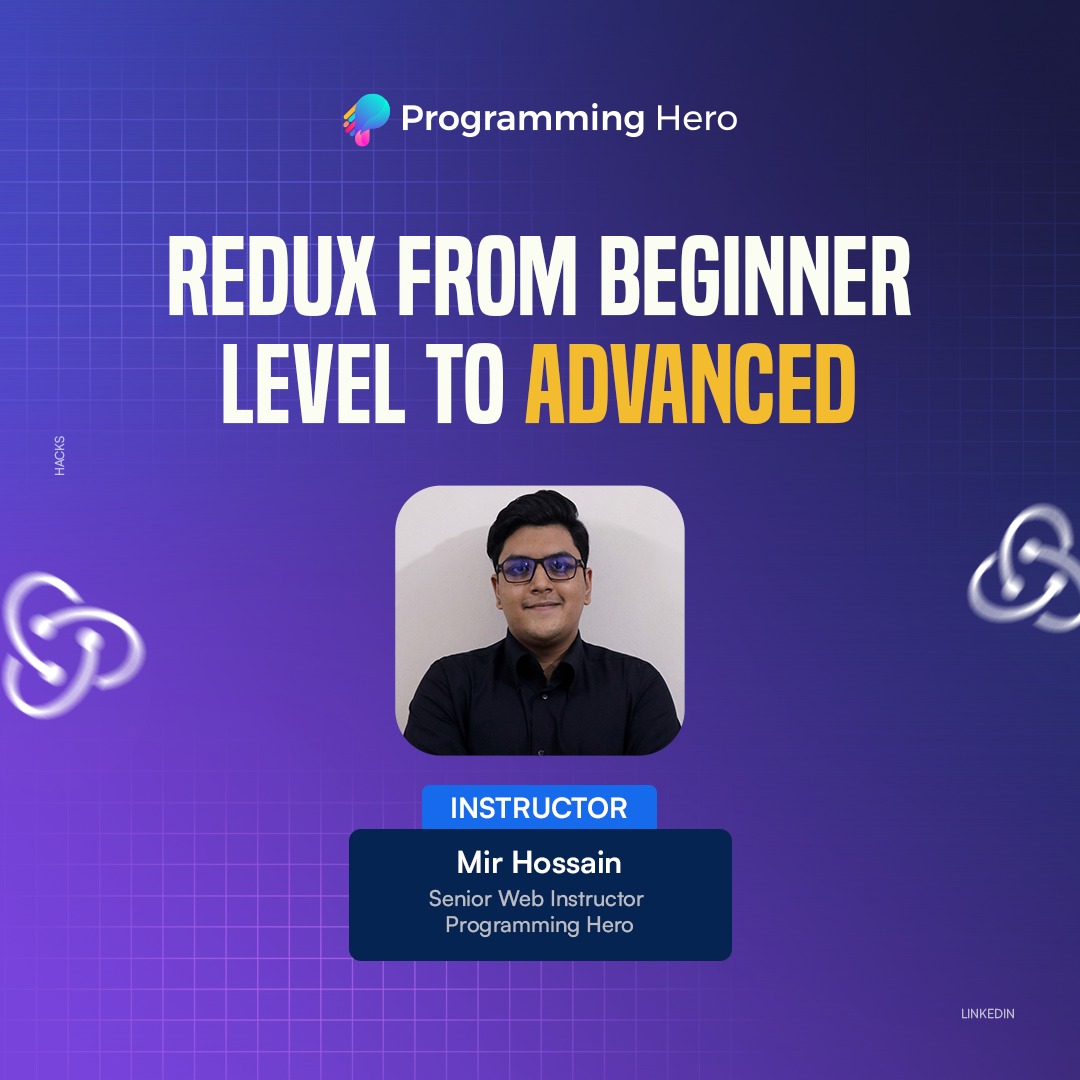 Programming Hero
REDUX FROM BEGINNER
LEVEL TO ADVANCED
HACKS
INSTRUCTOR
Mir Hossain
Senior Web Instructor
Programming Hero
LINKEDIN